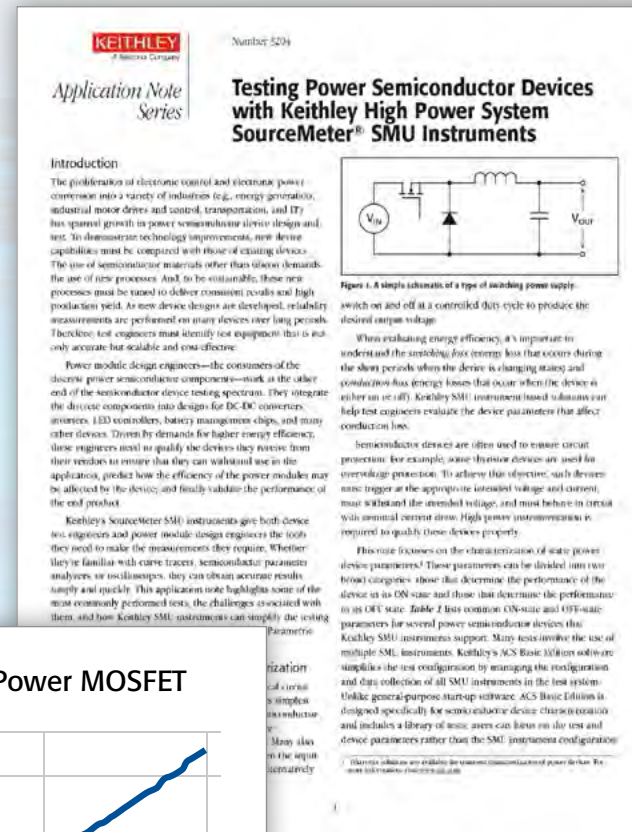 KEITHLEY
A Tektronix Company
Number 3204
Application Note
Series
Testing Power Semiconductor Devices
with Keithley High Power System
SourceMeter® SMU Instruments
Introduction
The proliferation of electronic control and electronic power
conversion into a variety of industries (e.g., energy generation,
industrial motor drives and control, transportation, and IT)
has spurred growth in power semiconductor device design and
test. To demonstrate technology improvements, new device
capabilities must be compared with those of existing devices.
The use of semiconductor materials other than silicon demands
the use of new processes. And, to be sustainable, these new
processes must be tuned to deliver consistent results and high
production yield. As new device designs are developed, reliability
measurements are performed on many devices over long periods.
Therefore, test engineers must identify test equipment that is not
only accurate but scalable and cost-effective.
Power module design engineers—the consumers of the
discrete power semiconductor components—work at the other
end of the semiconductor device testing spectrum. They integrate
the discrete components into designs for DC-DC converters,
inverters, LED controllers, battery management chips, and many
other devices. Driven by demands for higher energy efficiency,
these engineers need to qualify the devices they receive from
their vendors to ensure that they can withstand use in the
application, predict how the efficiency of the power modules may
be affected by the device, and finally validate the performance of
the end product.
Keithley's SourceMeter SMU instruments give both device
test engineers and power module design engineers the tools
they need to make the measurements they require. Whether
they're familiar with curve tracers, semiconductor parameter
analyzers, or oscilloscopes, they can obtain accurate results
simply and quickly. This application note highlights some of the
most commonly performed tests, the challenges associated with
them, and how Keithley SMU instruments can simplify the testing
Parametric
rization
cal circuit
s simplest
miconductor
Many also
n the input
lternatively
V_IN
V_OUT
Figure 1. A simple schematic of a type of switching power supply.
switch on and off at a controlled duty cycle to produce the
desired output voltage.
When evaluating energy efficiency, it's important to
understand the switching loss (energy loss that occurs during
the short periods when the device is changing states) and
conduction loss (energy losses that occur when the device is
either on or off). Keithley SMU instrument based solutions can
help test engineers evaluate the device parameters that affect
conduction loss.
Semiconductor devices are often used to ensure circuit
protection. For example, some thyristor devices are used for
overvoltage protection. To achieve that objective, such devices
must trigger at the appropriate intended voltage and current,
must withstand the intended voltage, and must behave in circuit
with nominal current draw. High power instrumentation is
required to qualify these devices properly.
This note focuses on the characterization of static power
device parameters.¹ These parameters can be divided into two
broad categories: those that determine the performance of the
device in its ON state and those that determine the performance
in its OFF state. Table 1 lists common ON-state and OFF-state
parameters for several power semiconductor devices that
Keithley SMU instruments support. Many tests involve the use of
multiple SMU instruments. Keithley's ACS Basic Edition software
simplifies the test configuration by managing the configuration
and data collection of all SMU instruments in the test system.
Unlike general-purpose start-up software, ACS Basic Edition is
designed specifically for semiconductor device characterization
and includes a library of tests; users can focus on the test and
device parameters rather than the SMU instrument configuration
1
Power MOSFET